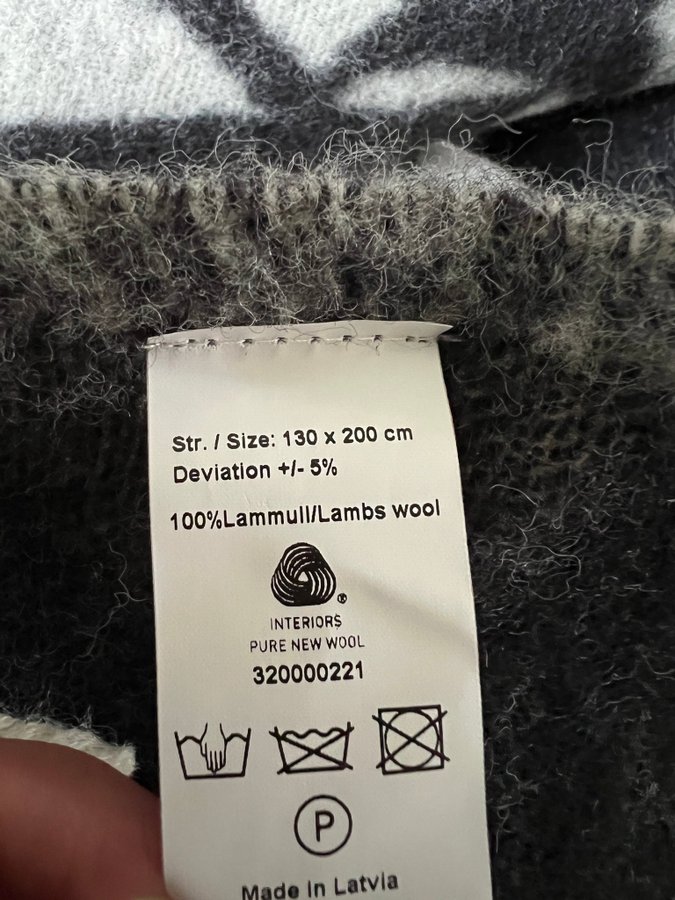 Str. / Size: 130 x 200 cm
Deviation +/- 5%
100%Lammull/Lambs wool
®
INTERIORS
PURE NEW WOOL
320000221
P
Made in Latvia